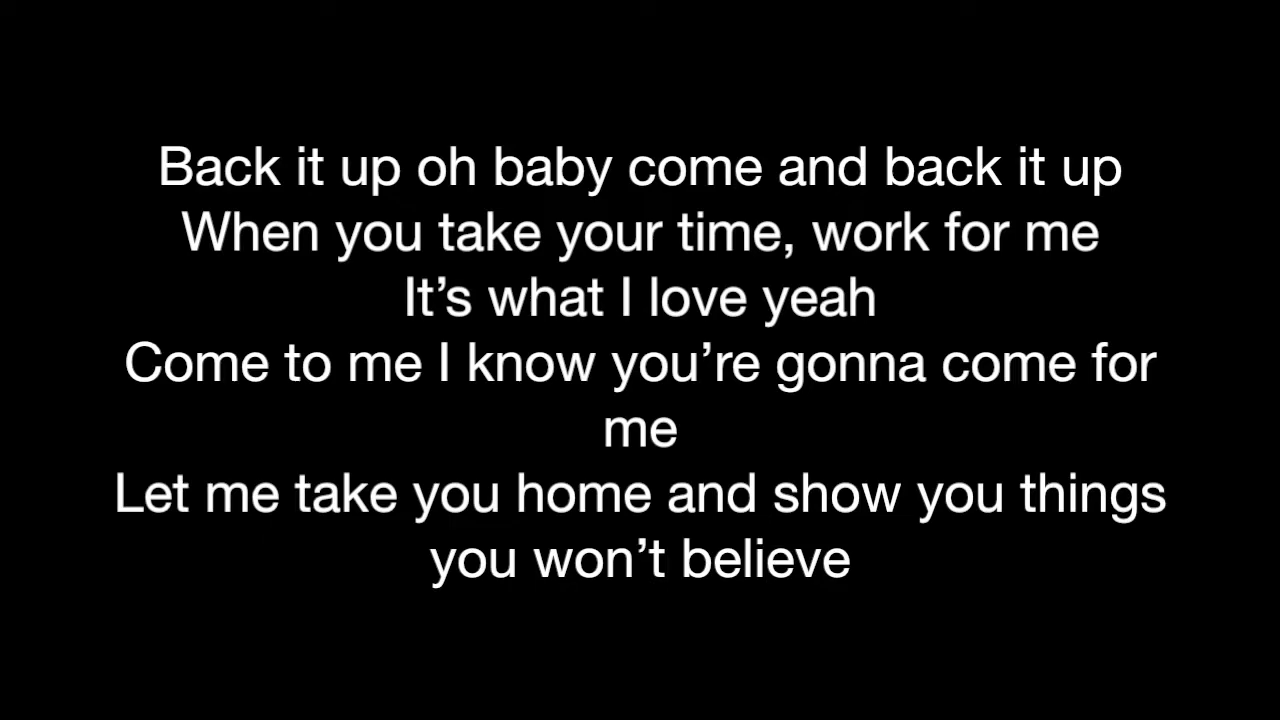 Back it up oh baby come and back it up
When you take your time, work for me
It’s what I love yeah
Come to me I know you’re gonna come for
me
Let me take you home and show you things
you won’t believe